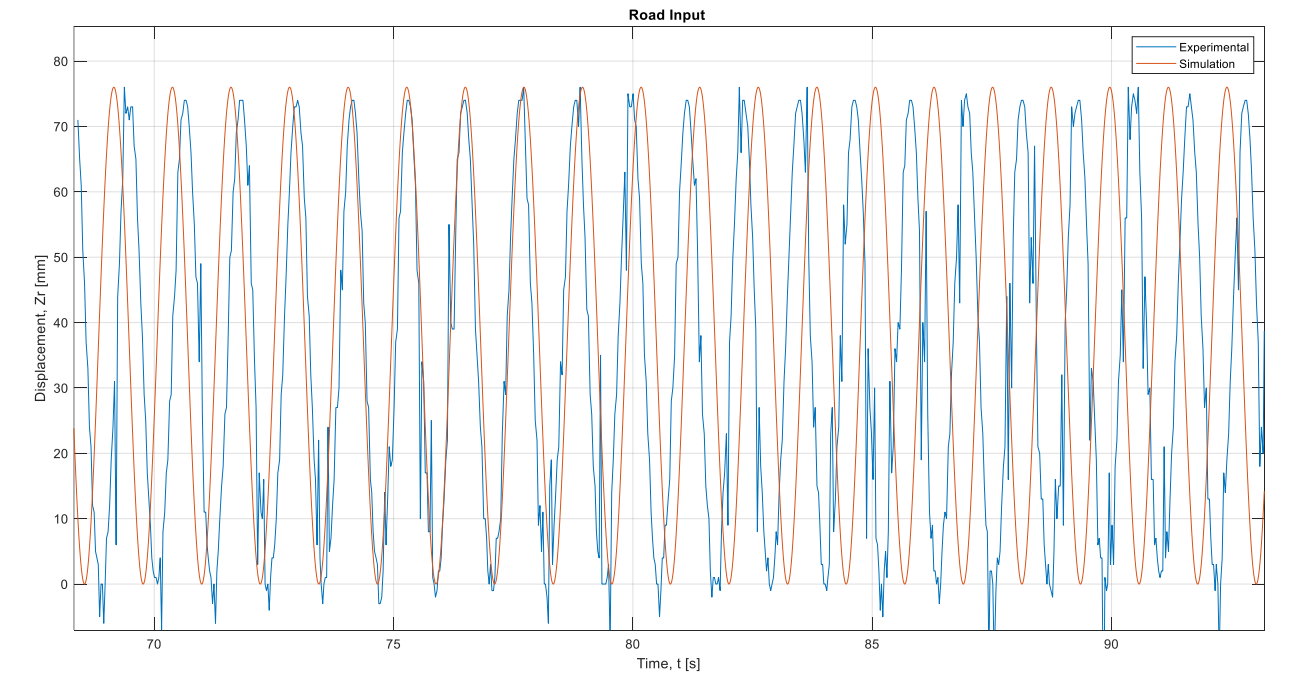 Road Input
Experimental
Simulation
80
70
60
50
40
30
20
10
0
Displacement, Zr [mm]
70 75 80 85 90
Time, t [s]